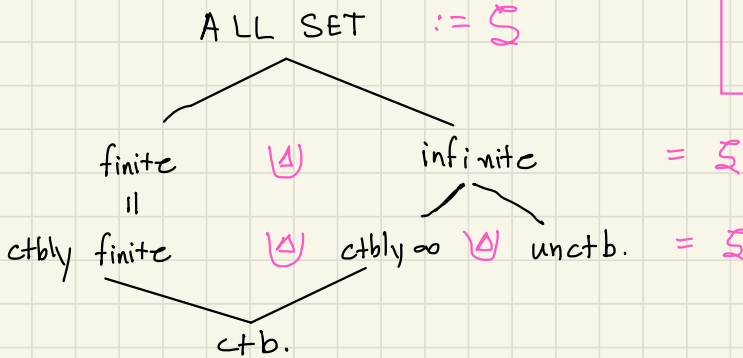 ALL SET := S
finite ⊍ infinite = S
||
ctbly finite ⊍ ctbly ∞ ⊍ unctb. = S
ctb.